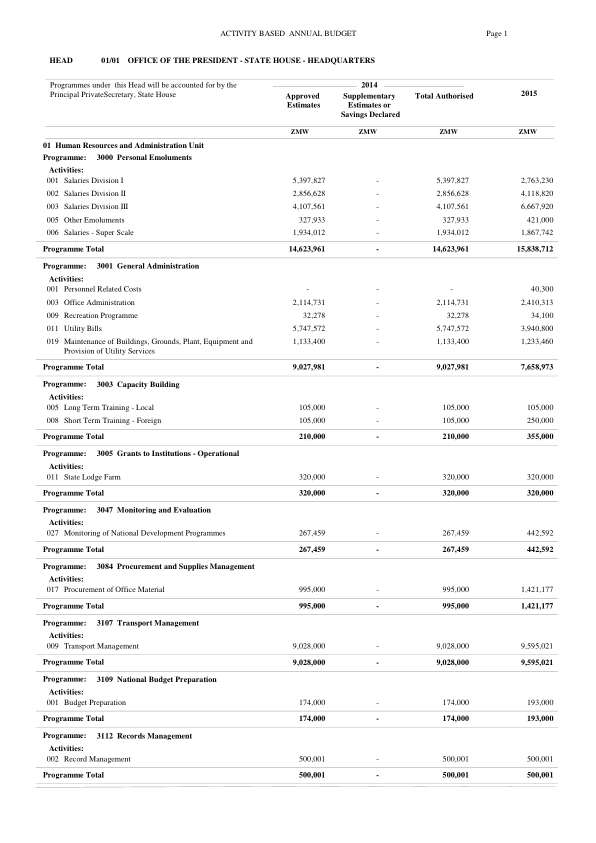 ACTIVITY BASED ANNUAL BUDGET Page 1
HEAD 01/01 OFFICE OF THE PRESIDENT - STATE HOUSE - HEADQUARTERS
Programmes under this Head will be accounted for by the
Principal PrivateSecretary, State House
2014
Approved Estimates
Supplementary Estimates or Savings Declared
Total Authorised
2015
ZMW ZMW ZMW ZMW
01 Human Resources and Administration Unit
Programme: 3000 Personal Emoluments
Activities:
001 Salaries Division I 5,397,827 - 5,397,827 2,763,230
002 Salaries Division II 2,856,628 - 2,856,628 4,118,820
003 Salaries Division III 4,107,561 - 4,107,561 6,667,920
005 Other Emoluments 327,933 - 327,933 421,000
006 Salaries - Super Scale 1,934,012 - 1,934,012 1,867,742
Programme Total 14,623,961 - 14,623,961 15,838,712
Programme: 3001 General Administration
Activities:
001 Personnel Related Costs - - - 40,300
003 Office Administration 2,114,731 - 2,114,731 2,410,313
009 Recreation Programme 32,278 - 32,278 34,100
011 Utility Bills 5,747,572 - 5,747,572 3,940,800
019 Maintenance of Buildings, Grounds, Plant, Equipment and 1,133,400 - 1,133,400 1,233,460
Provision of Utility Services
Programme Total 9,027,981 - 9,027,981 7,658,973
Programme: 3003 Capacity Building
Activities:
005 Long Term Training - Local 105,000 - 105,000 105,000
008 Short Term Training - Foreign 105,000 - 105,000 250,000
Programme Total 210,000 - 210,000 355,000
Programme: 3005 Grants to Institutions - Operational
Activities:
011 State Lodge Farm 320,000 - 320,000 320,000
Programme Total 320,000 - 320,000 320,000
Programme: 3047 Monitoring and Evaluation
Activities:
027 Monitoring of National Development Programmes 267,459 - 267,459 442,592
Programme Total 267,459 - 267,459 442,592
Programme: 3084 Procurement and Supplies Management
Activities:
017 Procurement of Office Material 995,000 - 995,000 1,421,177
Programme Total 995,000 - 995,000 1,421,177
Programme: 3107 Transport Management
Activities:
009 Transport Management 9,028,000 - 9,028,000 9,595,021
Programme Total 9,028,000 - 9,028,000 9,595,021
Programme: 3109 National Budget Preparation
Activities:
001 Budget Preparation 174,000 - 174,000 193,000
Programme Total 174,000 - 174,000 193,000
Programme: 3112 Records Management
Activities:
002 Record Management 500,001 - 500,001 500,001
Programme Total 500,001 - 500,001 500,001